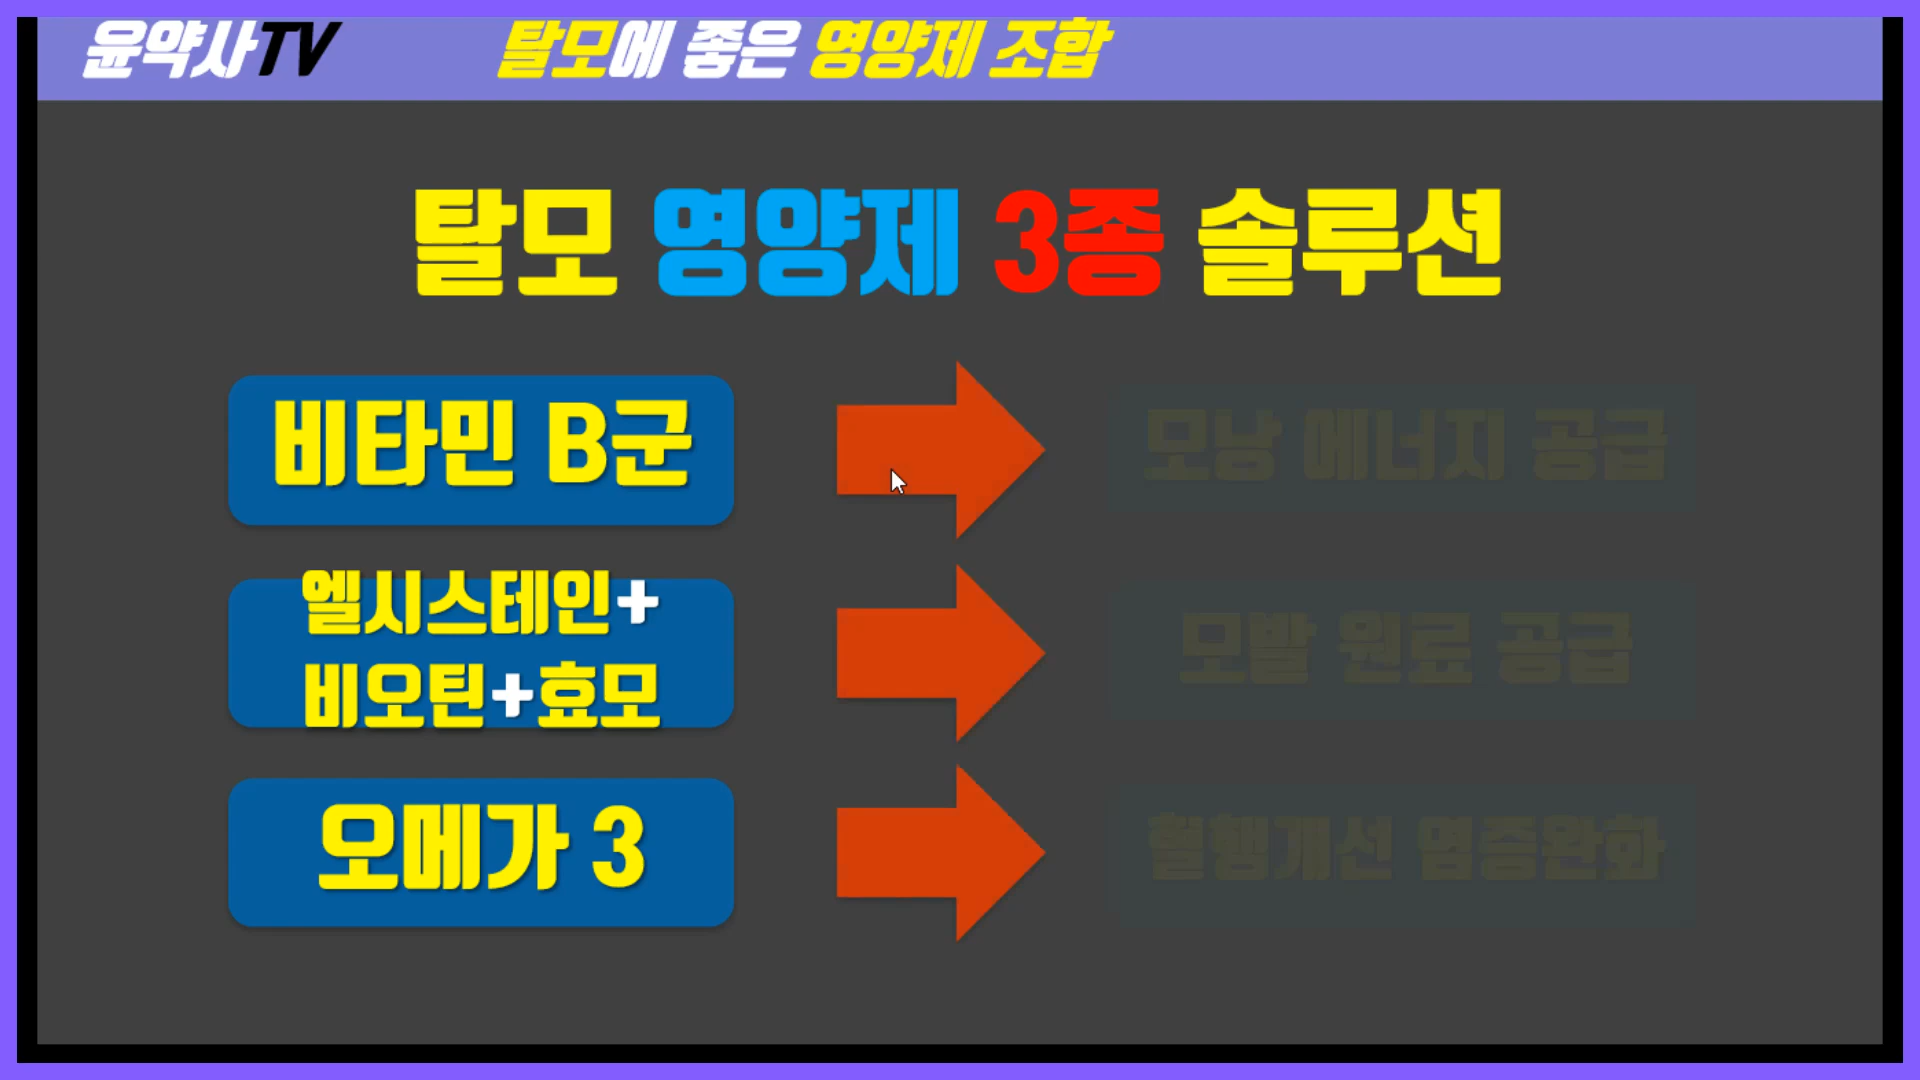 윤약사TV 탈모에 좋은 영양제 조합
탈모 영양제 3종 솔루션
비타민 B군
모낭 에너지 공급
엘시스테인+
비오틴+효모
모발 원료 공급
오메가 3
혈행개선 염증완화